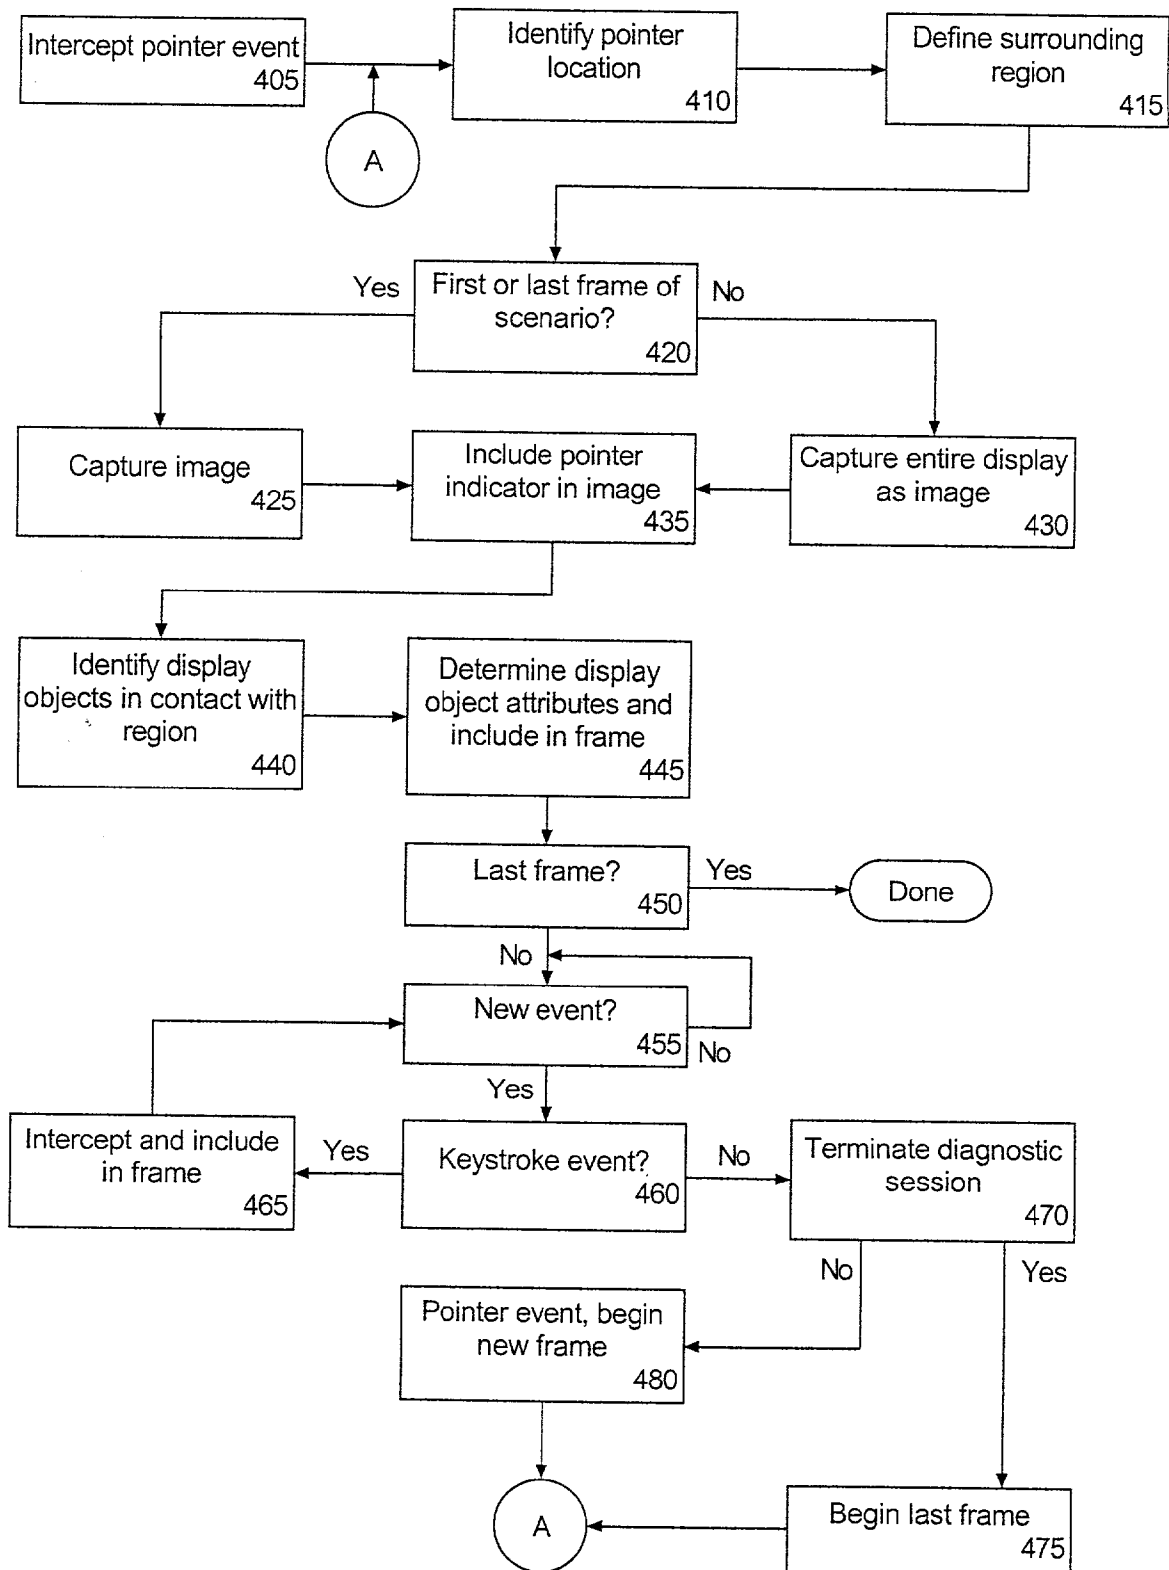 Intercept pointer event
405
Identify pointer
location
410
Define surrounding
region
415
A
First or last frame of
scenario?
420
Yes
No
Capture image
425
Include pointer
indicator in image
435
Capture entire display
as image
430
Identify display
objects in contact with
region
440
Determine display
object attributes and
include in frame
445
Last frame?
450
Yes
Done
No
New event?
455
No
Yes
Intercept and include
in frame
465
Yes
Keystroke event?
460
No
Terminate diagnostic
session
470
No
Yes
Pointer event, begin
new frame
480
A
Begin last frame
475